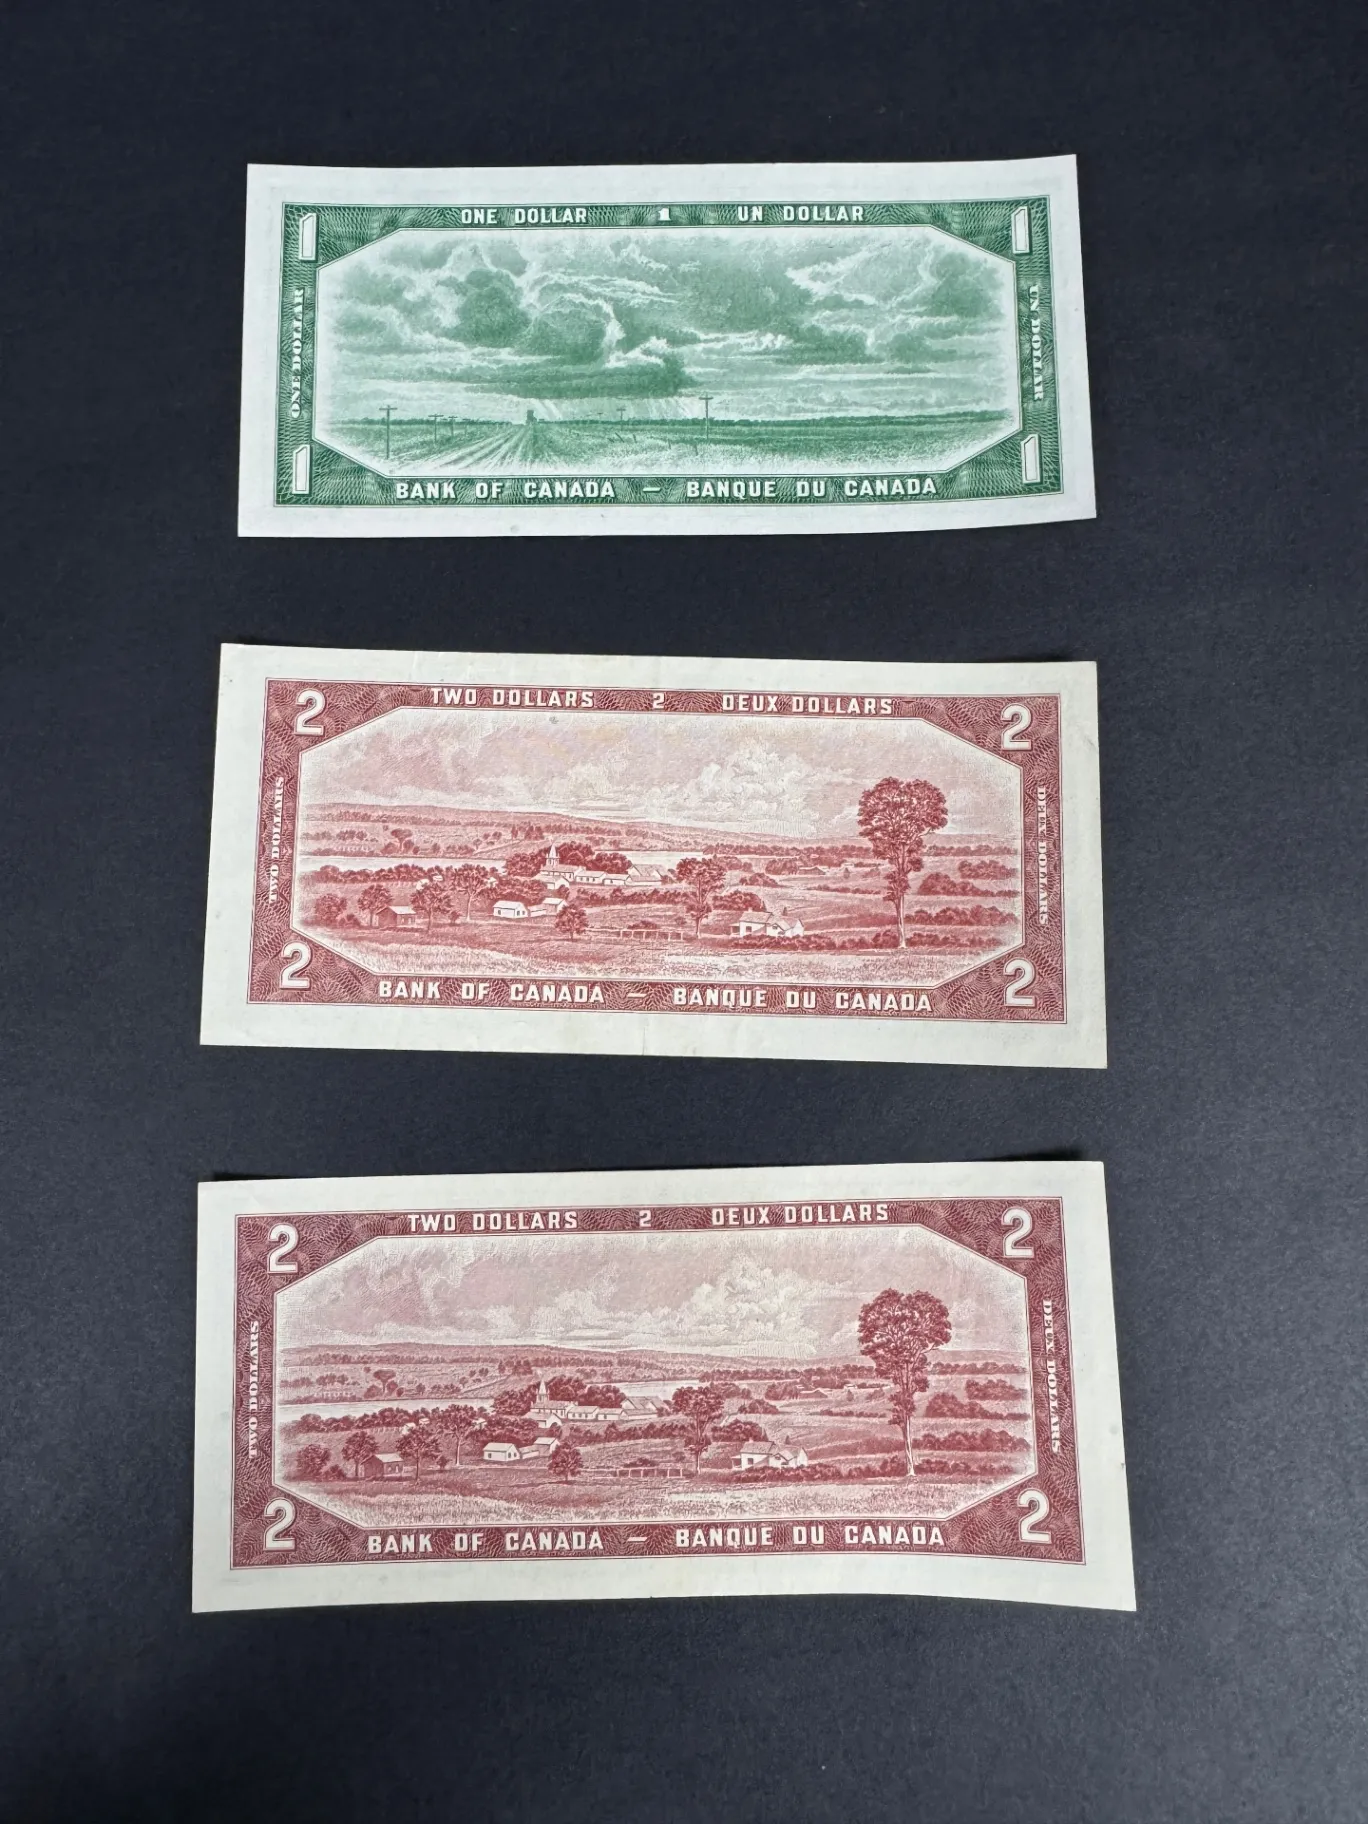 ONE DOLLAR 1 UN DOLLAR
1 1
ONE DOLLAR UN DOLLAR
1 1
BANK OF CANADA — BANQUE DU CANADA
TWO DOLLARS 2 DEUX DOLLARS
2 2
TWO DOLLARS DEUX DOLLARS
2 2
BANK OF CANADA — BANQUE DU CANADA
TWO DOLLARS 2 DEUX DOLLARS
2 2
TWO DOLLARS DEUX DOLLARS
2 2
BANK OF CANADA — BANQUE DU CANADA